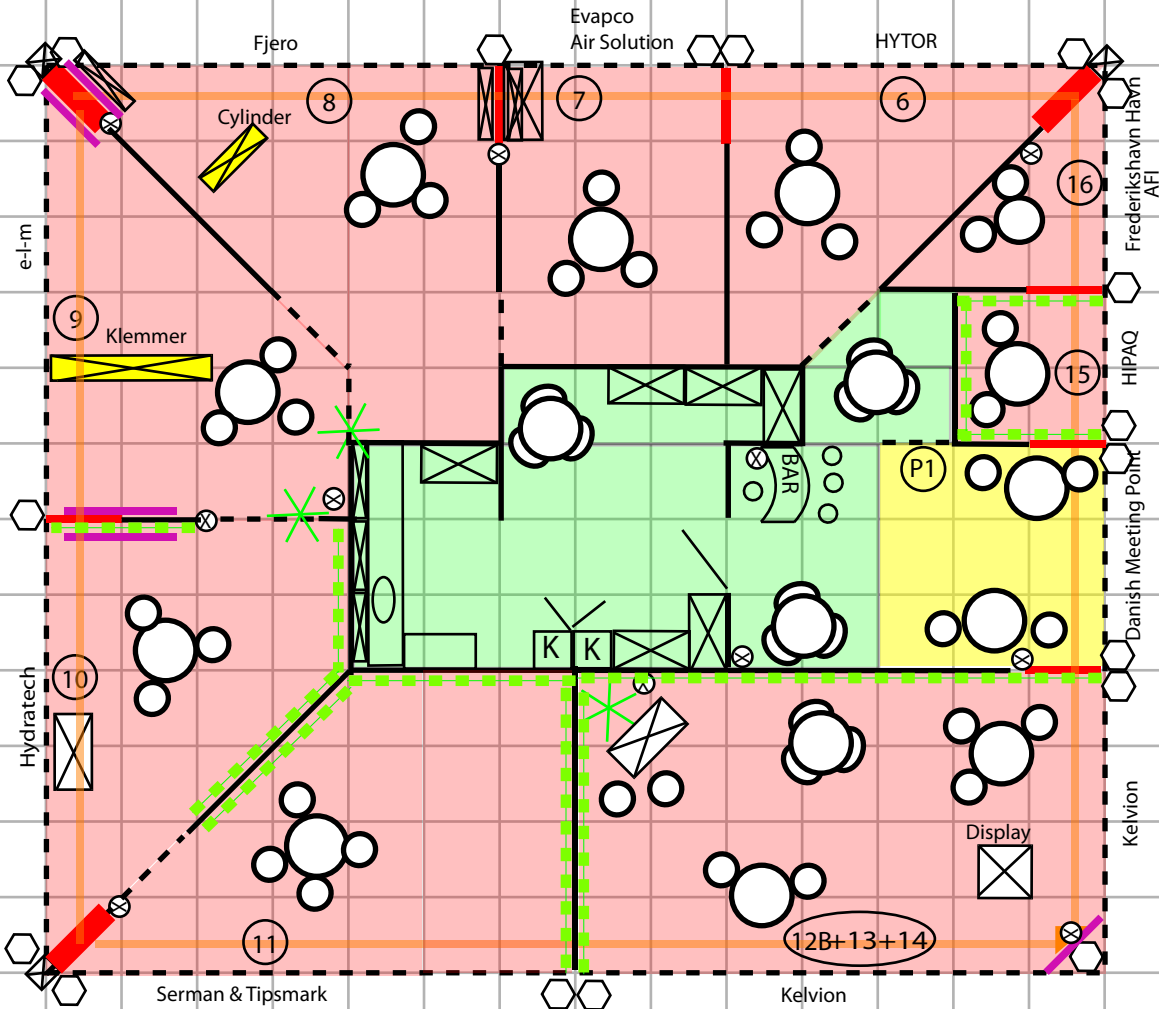 Evapco
Air Solution
Fjero
HYTOR
8
7
6
Cylinder
Frederikshavn Havn
AFI
16
e-l-m
9
Klemmer
HIPAQ
15
BAR
P1
Danish Meeting Point
K
K
Hydratech
10
Kelvion
Display
11
12B+13+14
Serman & Tipsmark
Kelvion